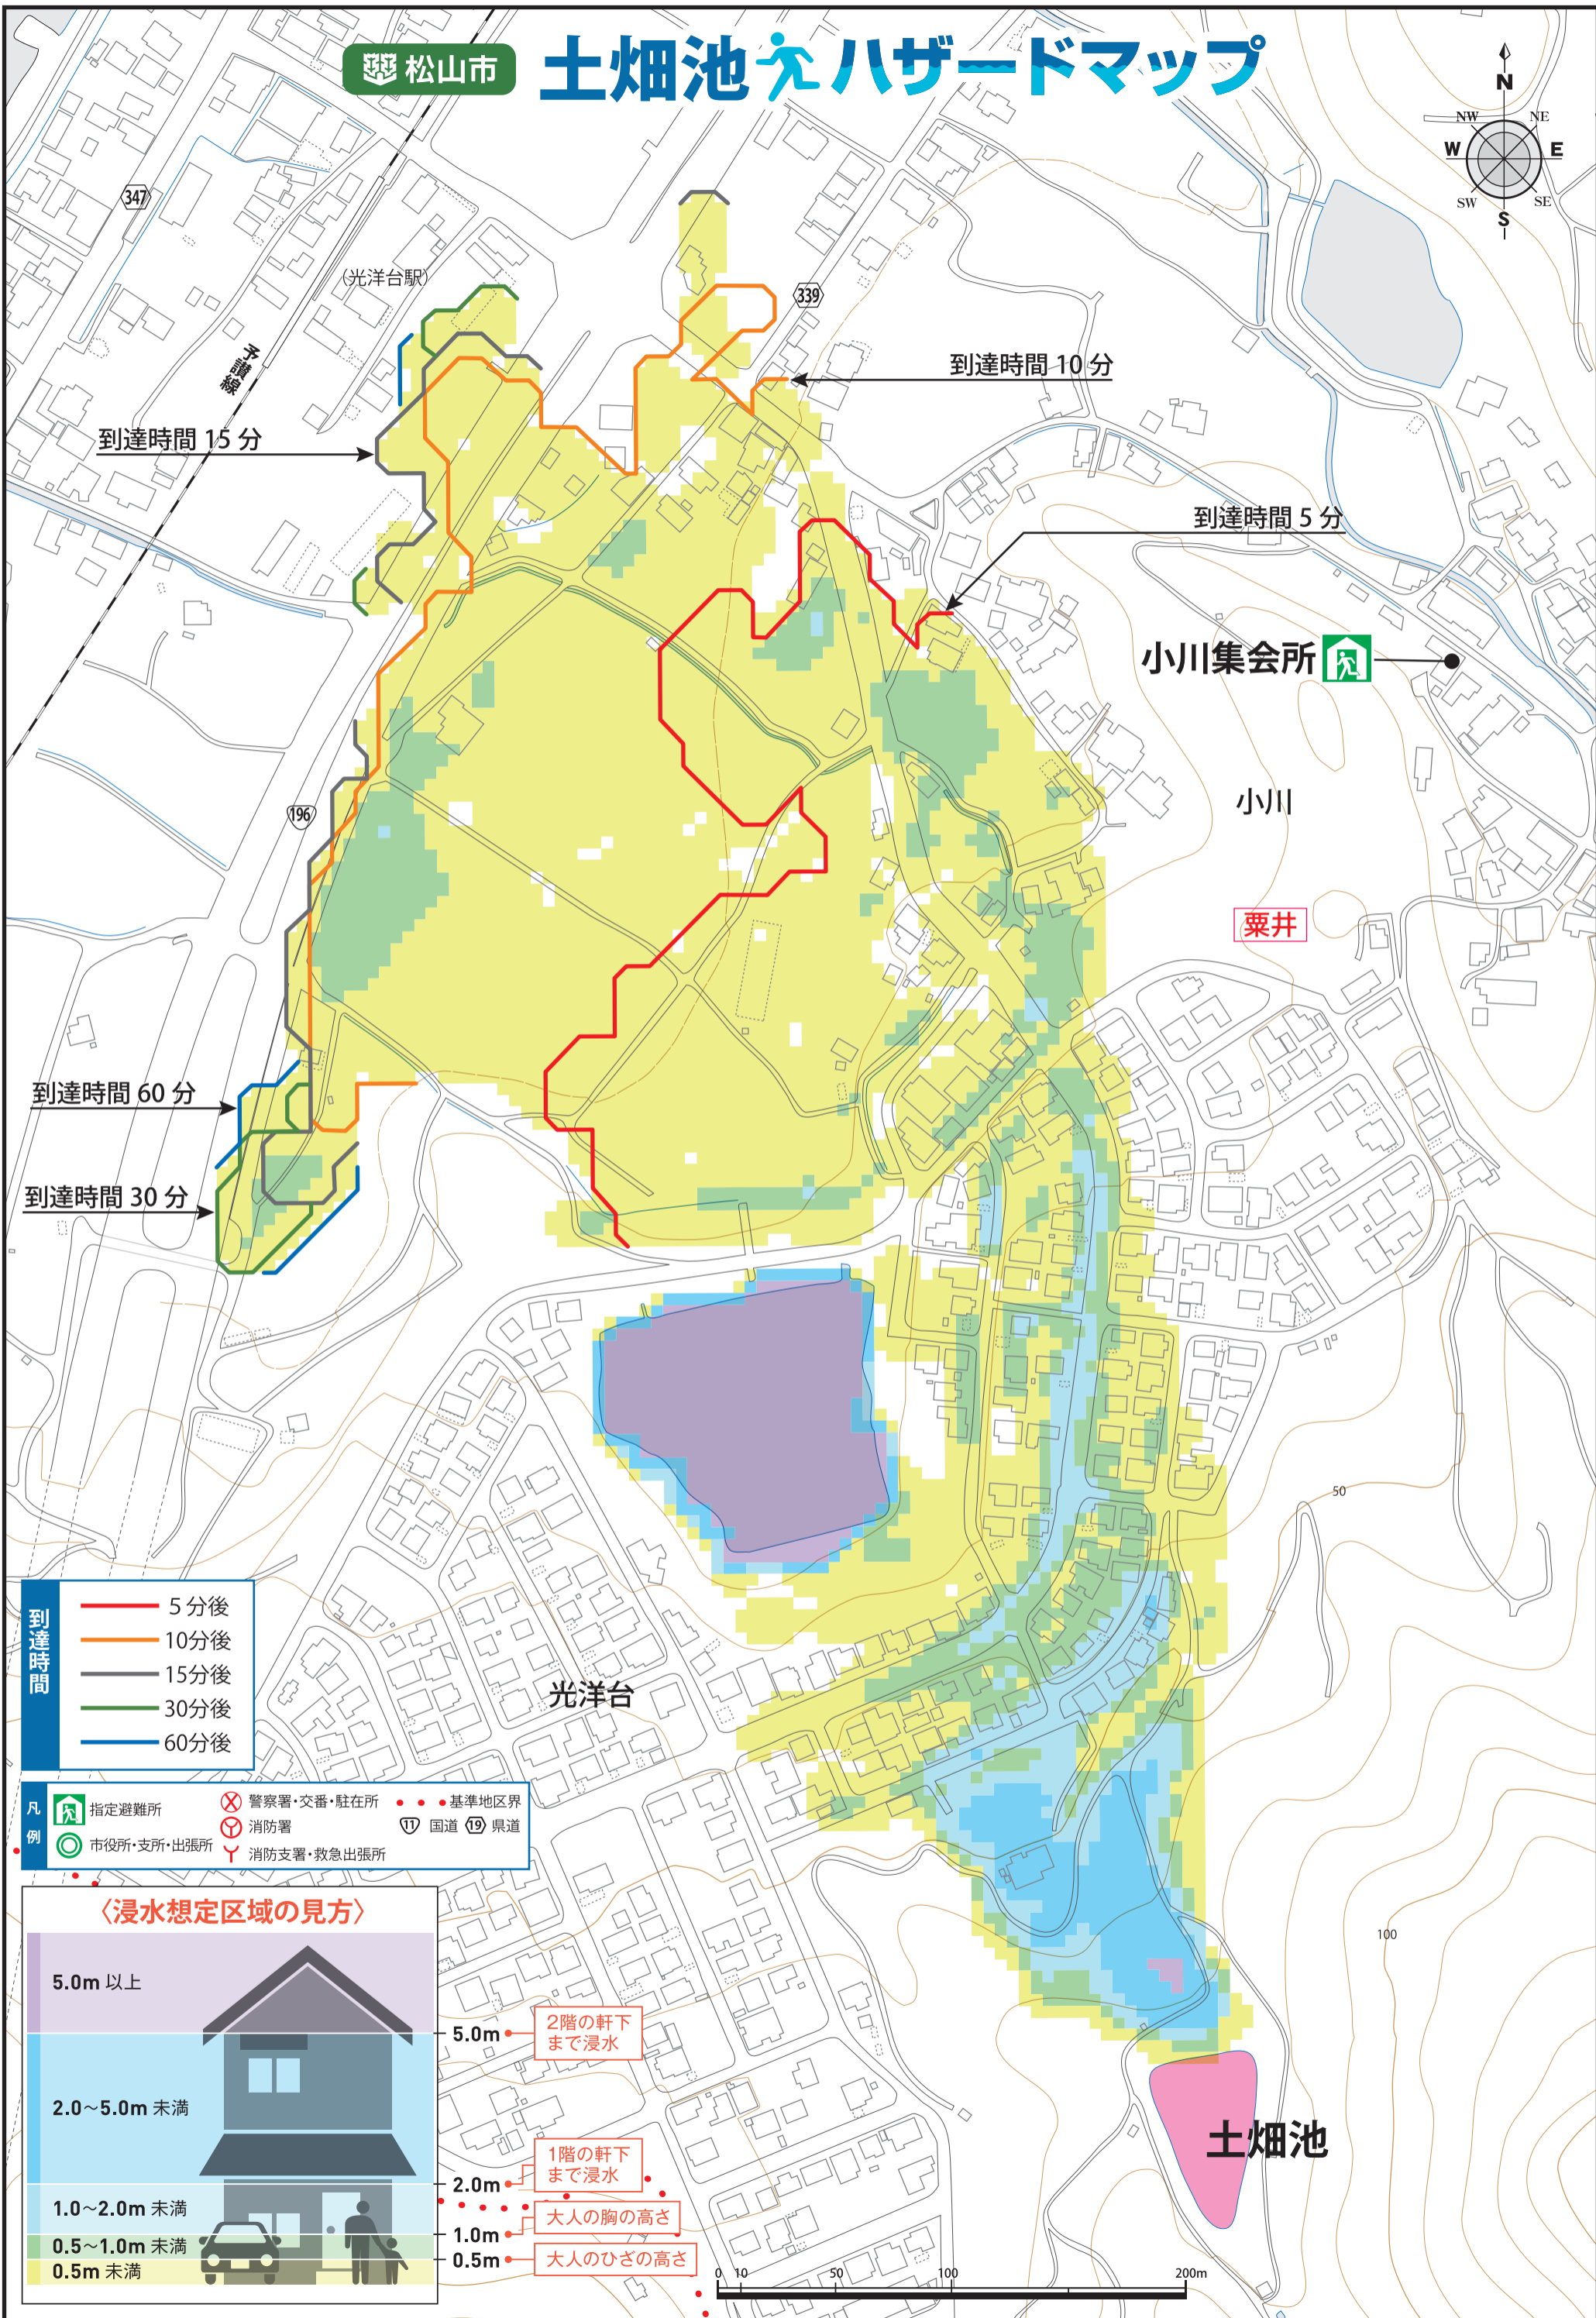 松山市
土畑池ハザードマップ
N
NW
NE
W
E
SW
SE
S
347
(光洋台駅)
339
予讃線
到達時間 10 分
到達時間 15 分
到達時間 5 分
小川集会所
小川
196
粟井
到達時間 60 分
到達時間 30 分
50
到達時間
5 分後
10分後
15分後
30分後
60分後
光洋台
凡例
指定避難所
市役所・支所・出張所
警察署・交番・駐在所
消防署
消防支署・救急出張所
基準地区界
11 国道 19 県道
100
〈浸水想定区域の見方〉
5.0m 以上
5.0m
2階の軒下
まで浸水
2.0〜5.0m 未満
2.0m
1階の軒下
まで浸水
1.0〜2.0m 未満
1.0m
大人の胸の高さ
0.5〜1.0m 未満
0.5m
大人のひざの高さ
0.5m 未満
土畑池
0 10 50 100 200m